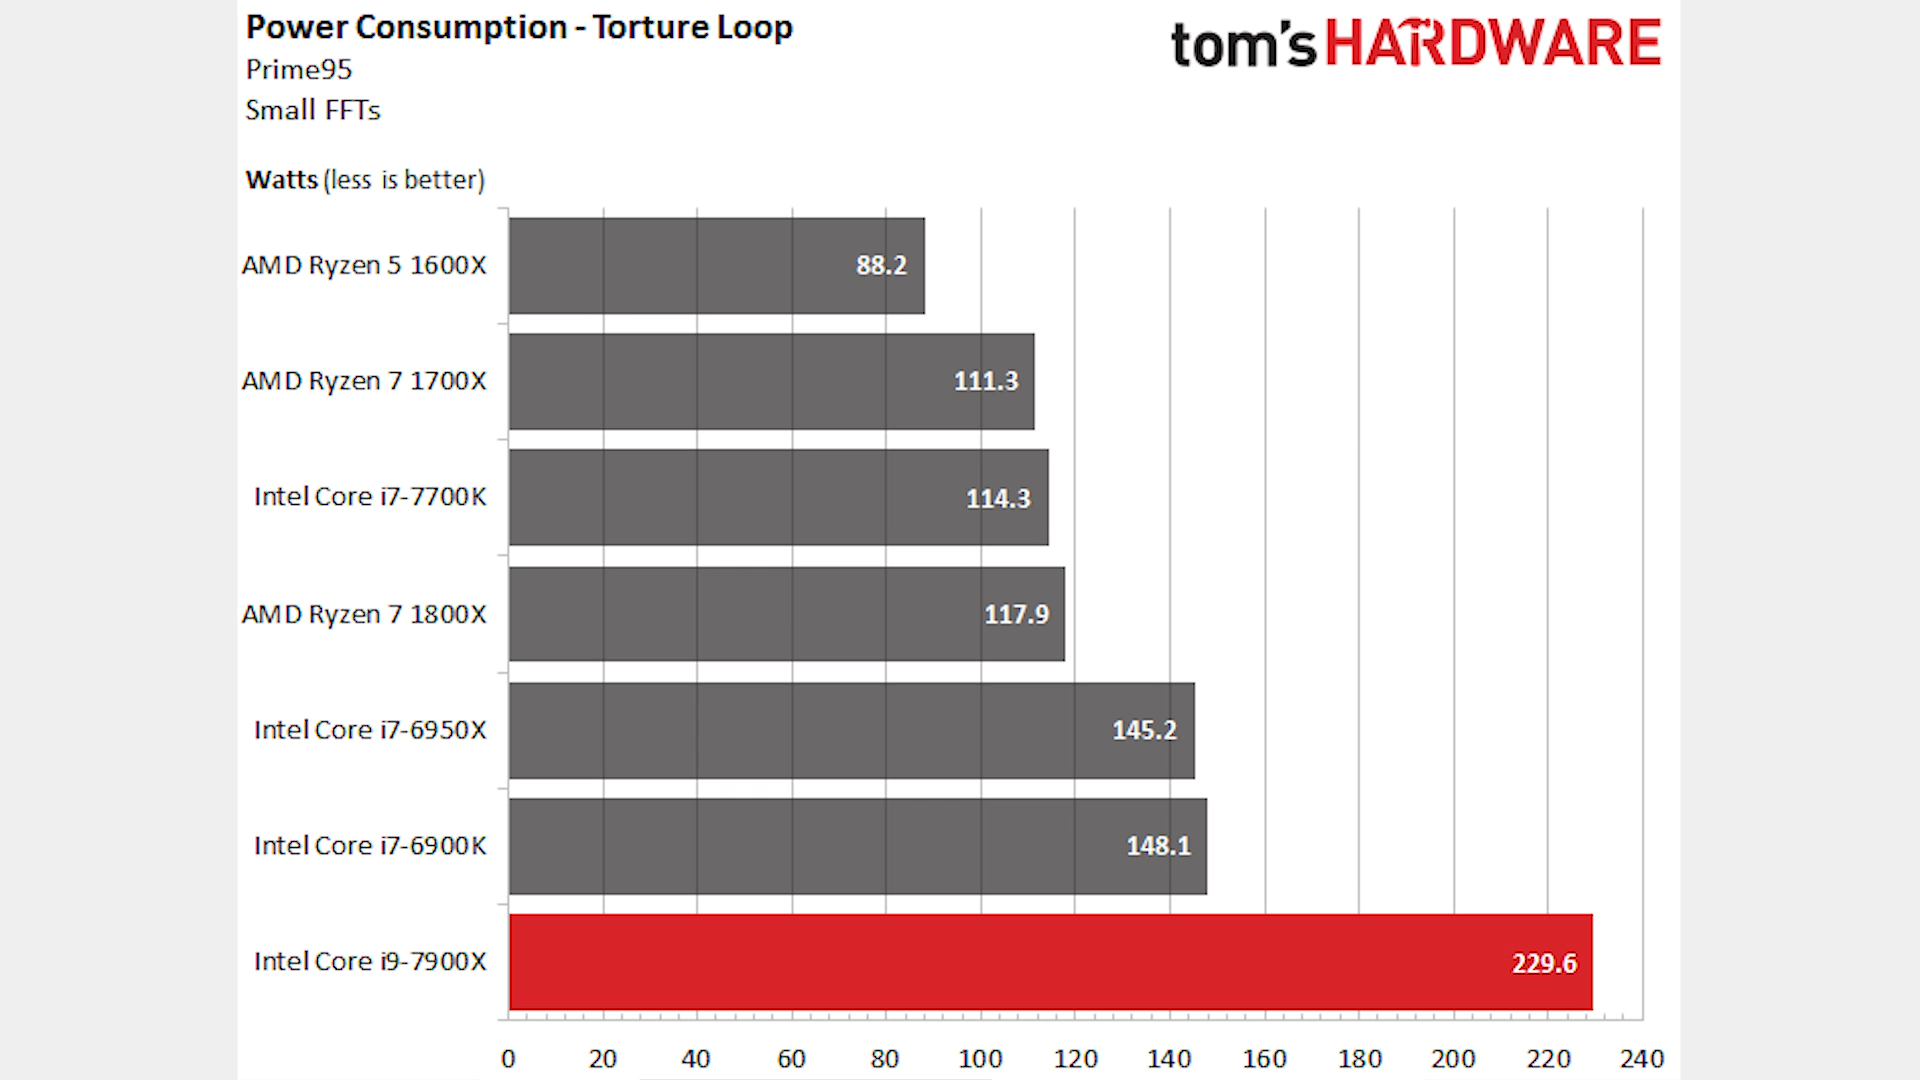 Power Consumption - Torture Loop
tom's HARDWARE
Prime95
Small FFTs
Watts (less is better)
AMD Ryzen 5 1600X 88.2
AMD Ryzen 7 1700X 111.3
Intel Core i7-7700K 114.3
AMD Ryzen 7 1800X 117.9
Intel Core i7-6950X 145.2
Intel Core i7-6900K 148.1
Intel Core i9-7900X 229.6
0 20 40 60 80 100 120 140 160 180 200 220 240